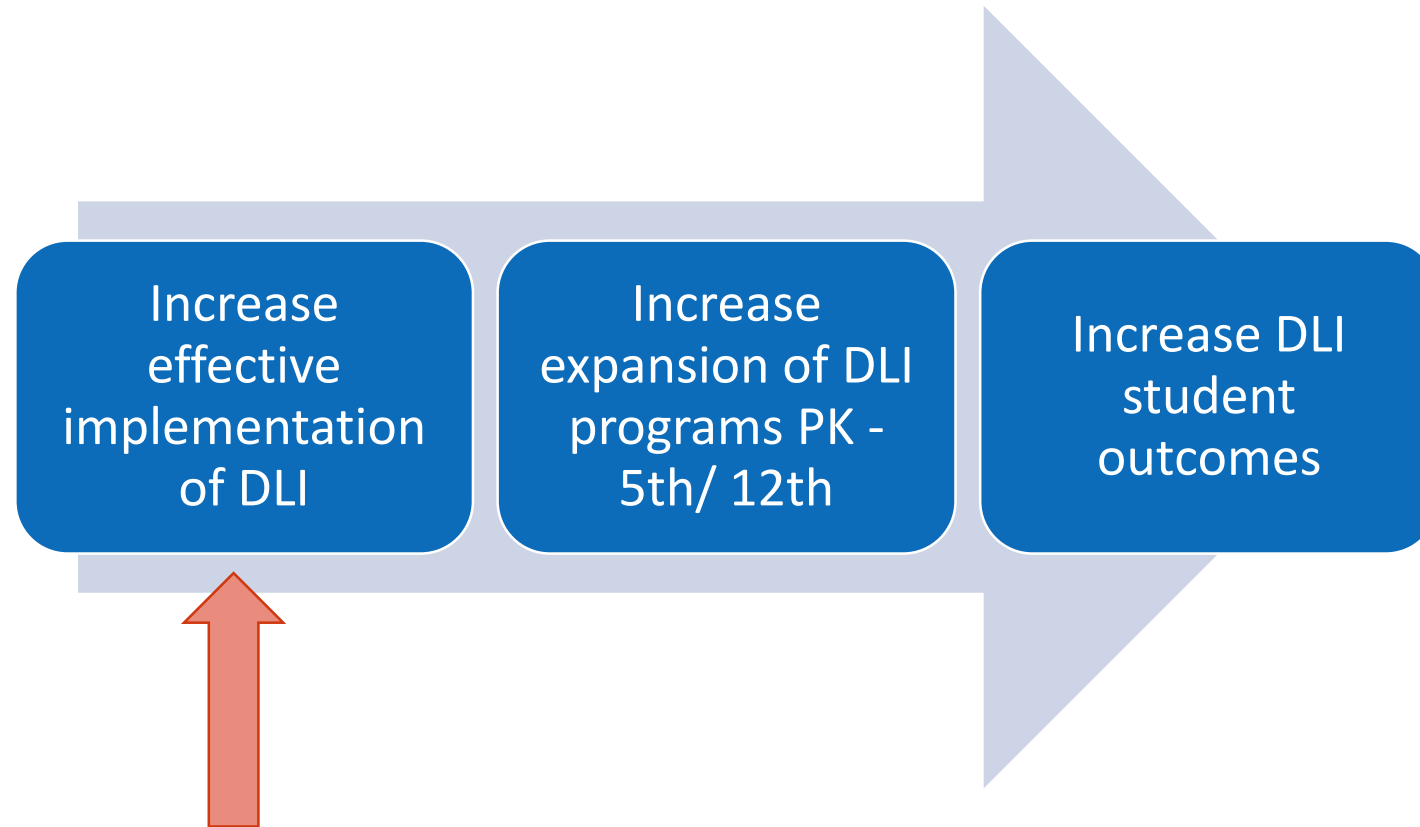 Increase
effective
implementation
of DLI
Increase
expansion of DLI
programs PK -
5th/ 12th
Increase DLI
student
outcomes